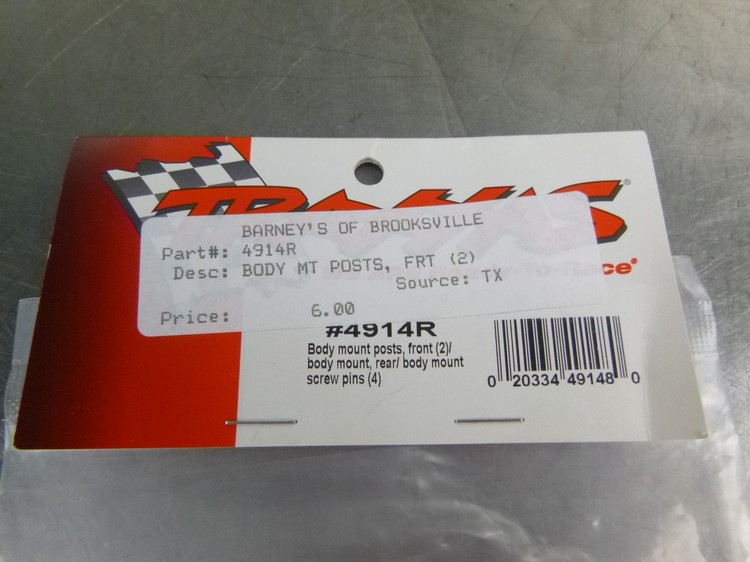 TRAXXAS®
BARNEY'S OF BROOKSVILLE
Part#: 4914R
Desc: BODY MT POSTS, FRT (2)
Source: TX
Price: 6.00
#4914R
Body mount posts, front (2)/
body mount, rear/ body mount
screw pins (4)
0 20334 49148 0